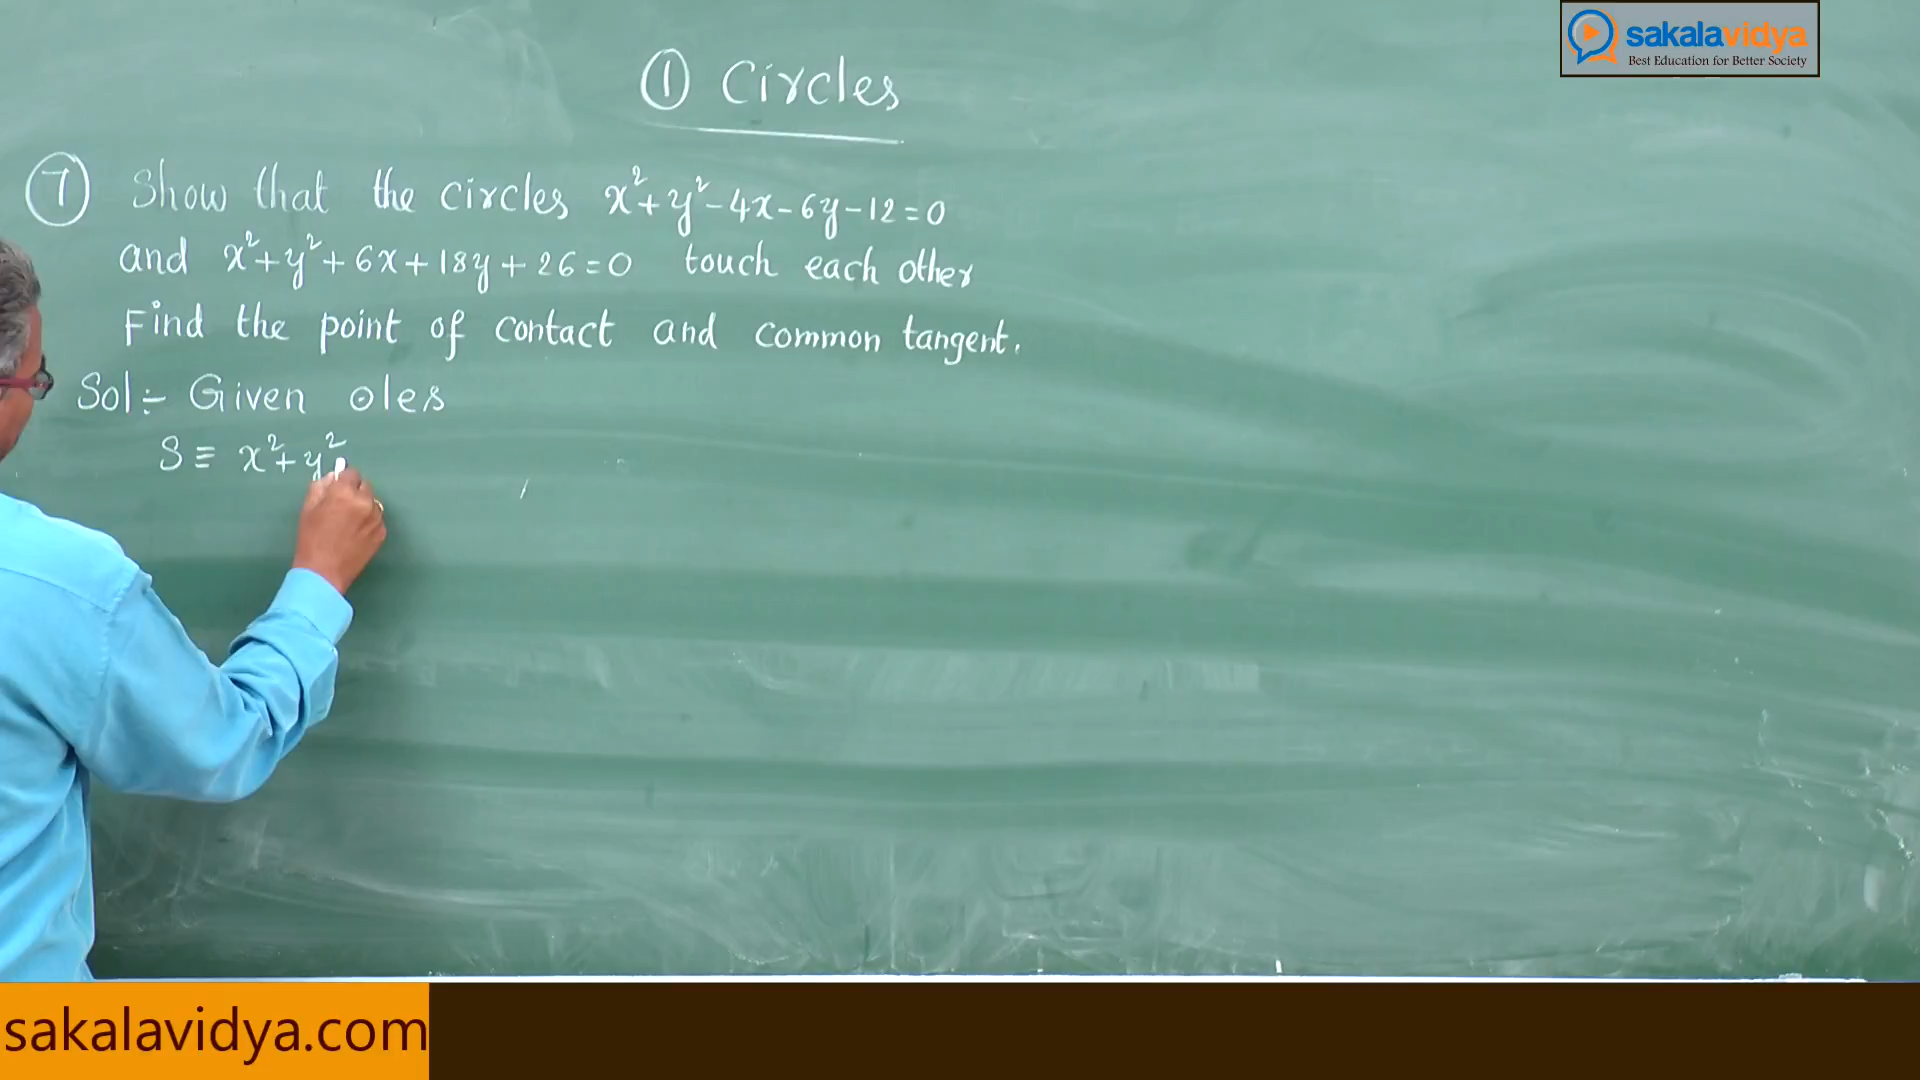 sakalavidya
Best Education for Better Society
① Circles
⑦ Show that the circles x²+y²-4x-6y-12=0
and x²+y²+6x+18y+26=0 touch each other
Find the point of contact and common tangent.
Sol:- Given ⊙les
S ≡ x²+y²
sakalavidya.com